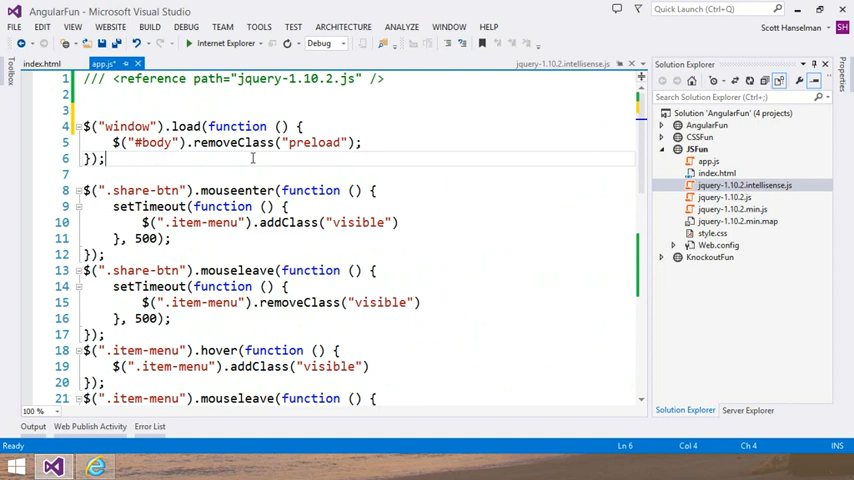 AngularFun - Microsoft Visual Studio
Quick Launch (Ctrl+Q)
FILE EDIT VIEW WEBSITE BUILD DEBUG TEAM TOOLS TEST ARCHITECTURE ANALYZE WINDOW HELP
Scott Hanselman SH
Internet Explorer Debug
Toolbox
index.html
app.js*
jquery-1.10.2.intellisense.js
1 /// <reference path="jquery-1.10.2.js" />
2
3
4 $("window").load(function () {
5 $("#body").removeClass("preload");
6 });
7
8 $(".share-btn").mouseenter(function () {
9 setTimeout(function () {
10 $(".item-menu").addClass("visible")
11 }, 500);
12 });
13 $(".share-btn").mouseleave(function () {
14 setTimeout(function () {
15 $(".item-menu").removeClass("visible")
16 }, 500);
17 });
18 $(".item-menu").hover(function () {
19 $(".item-menu").addClass("visible")
20 });
21 $(".item-menu").mouseleave(function () {
100 %
Solution Explorer
Search Solution Explorer (Ctrl+;)
Solution 'AngularFun' (4 projects)
AngularFun
CSSFun
JSFun
app.js
index.html
jquery-1.10.2.intellisense.js
jquery-1.10.2.js
jquery-1.10.2.min.js
jquery-1.10.2.min.map
style.css
Web.config
KnockoutFun
Solution Explorer Server Explorer
Properties
Output Web Publish Activity Error List
Ready Ln 6 Col 4 Ch 4 INS